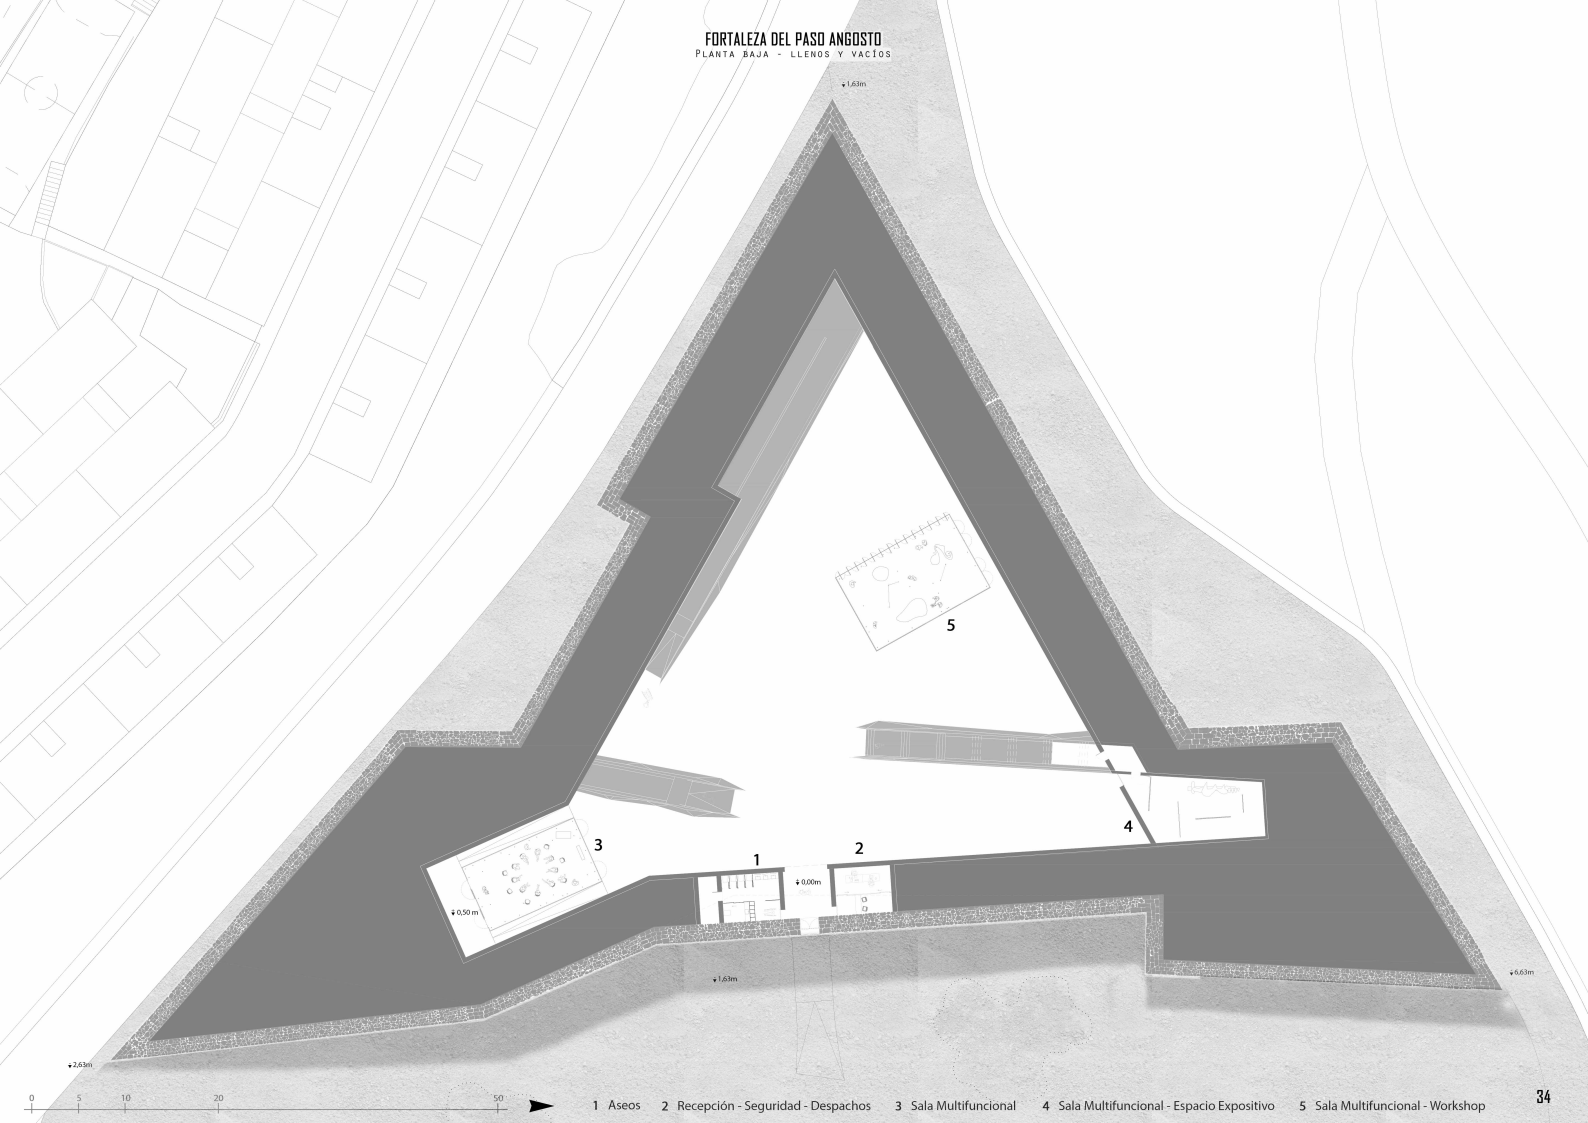 FORTALEZA DEL PASO ANGOSTO
PLANTA BAJA - LLENOS Y VACÍOS
1,63m
5
4
3
2
1
0,00m
0,50 m
1,63m
6,63m
2,63m
0 5 10 20 50
1 Aseos 2 Recepción - Seguridad - Despachos 3 Sala Multifuncional 4 Sala Multifuncional - Espacio Expositivo 5 Sala Multifuncional - Workshop
34